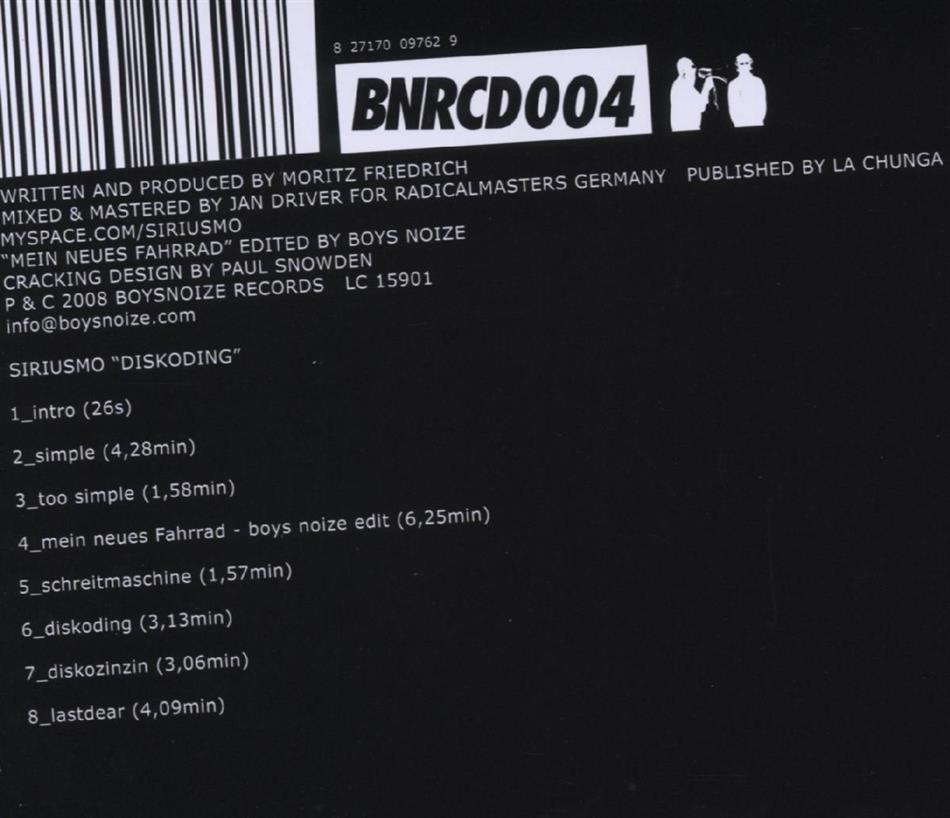 8 27170 09762 9
BNRCD004
WRITTEN AND PRODUCED BY MORITZ FRIEDRICH
MIXED & MASTERED BY JAN DRIVER FOR RADICALMASTERS GERMANY PUBLISHED BY LA CHUNGA
MYSPACE.COM/SIRIUSMO
"MEIN NEUES FAHRRAD" EDITED BY BOYS NOIZE
CRACKING DESIGN BY PAUL SNOWDEN
P & C 2008 BOYSNOIZE RECORDS LC 15901
info@boysnoize.com
SIRIUSMO "DISKODING"
1_intro (26s)
2_simple (4,28min)
3_too simple (1,58min)
4_mein neues Fahrrad - boys noize edit (6,25min)
5_schreitmaschine (1,57min)
6_diskoding (3,13min)
7_diskozinzin (3,06min)
8_lastdear (4,09min)